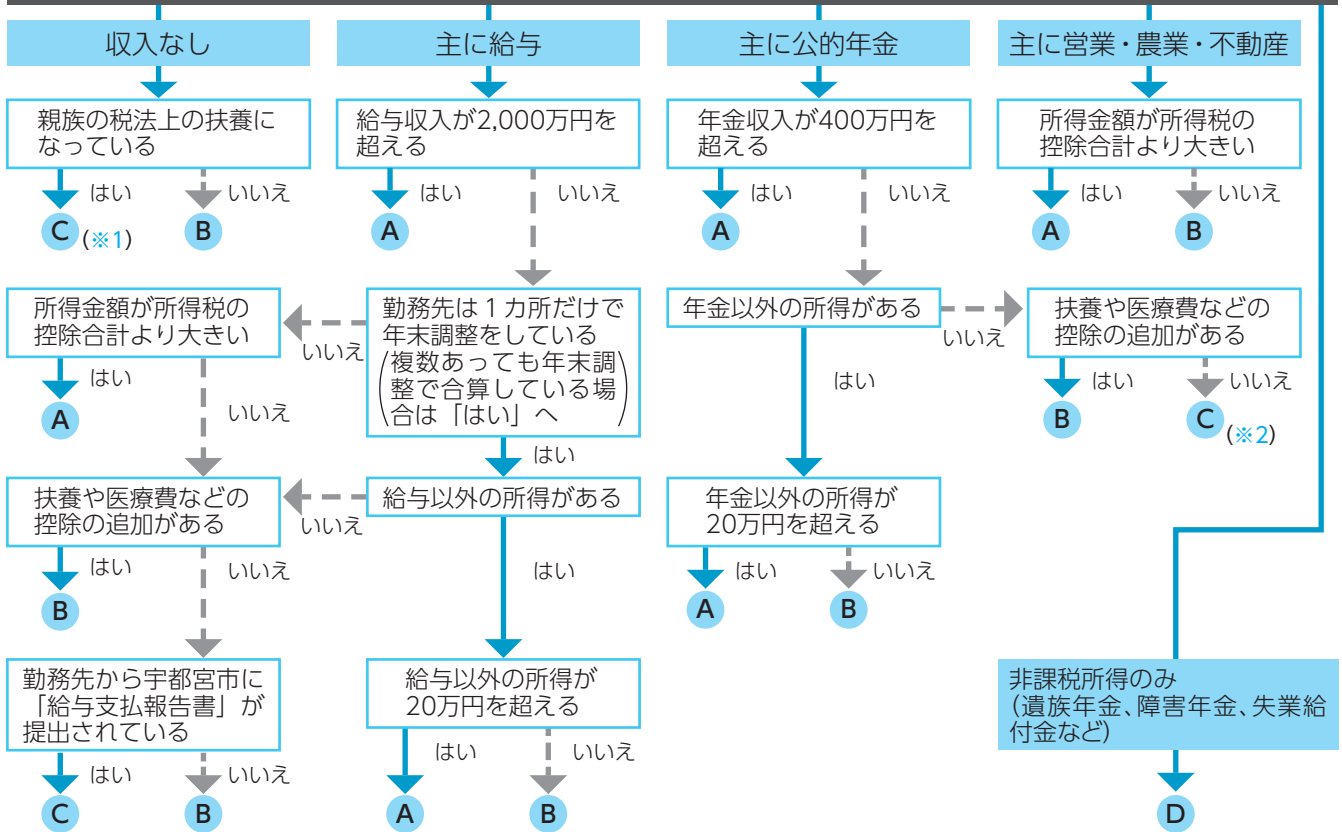 収入なし
主に給与
主に公的年金
主に営業・農業・不動産
親族の税法上の扶養に
なっている
はい
いいえ
C (※1)
B
給与収入が2,000万円を
超える
はい
いいえ
A
年金収入が400万円を
超える
はい
いいえ
A
所得金額が所得税の
控除合計より大きい
はい
いいえ
A
B
所得金額が所得税の
控除合計より大きい
はい
いいえ
A
いいえ
勤務先は1カ所だけで
年末調整をしている
(複数あっても年末調
整で合算している場
合は「はい」へ)
はい
年金以外の所得がある
いいえ
はい
扶養や医療費などの
控除の追加がある
はい
いいえ
B
C (※2)
扶養や医療費などの
控除の追加がある
はい
いいえ
B
いいえ
給与以外の所得がある
はい
年金以外の所得が
20万円を超える
はい
いいえ
A
B
勤務先から宇都宮市に
「給与支払報告書」が
提出されている
はい
いいえ
C
B
給与以外の所得が
20万円を超える
はい
いいえ
A
B
非課税所得のみ
(遺族年金、障害年金、失業給
付金など)
D